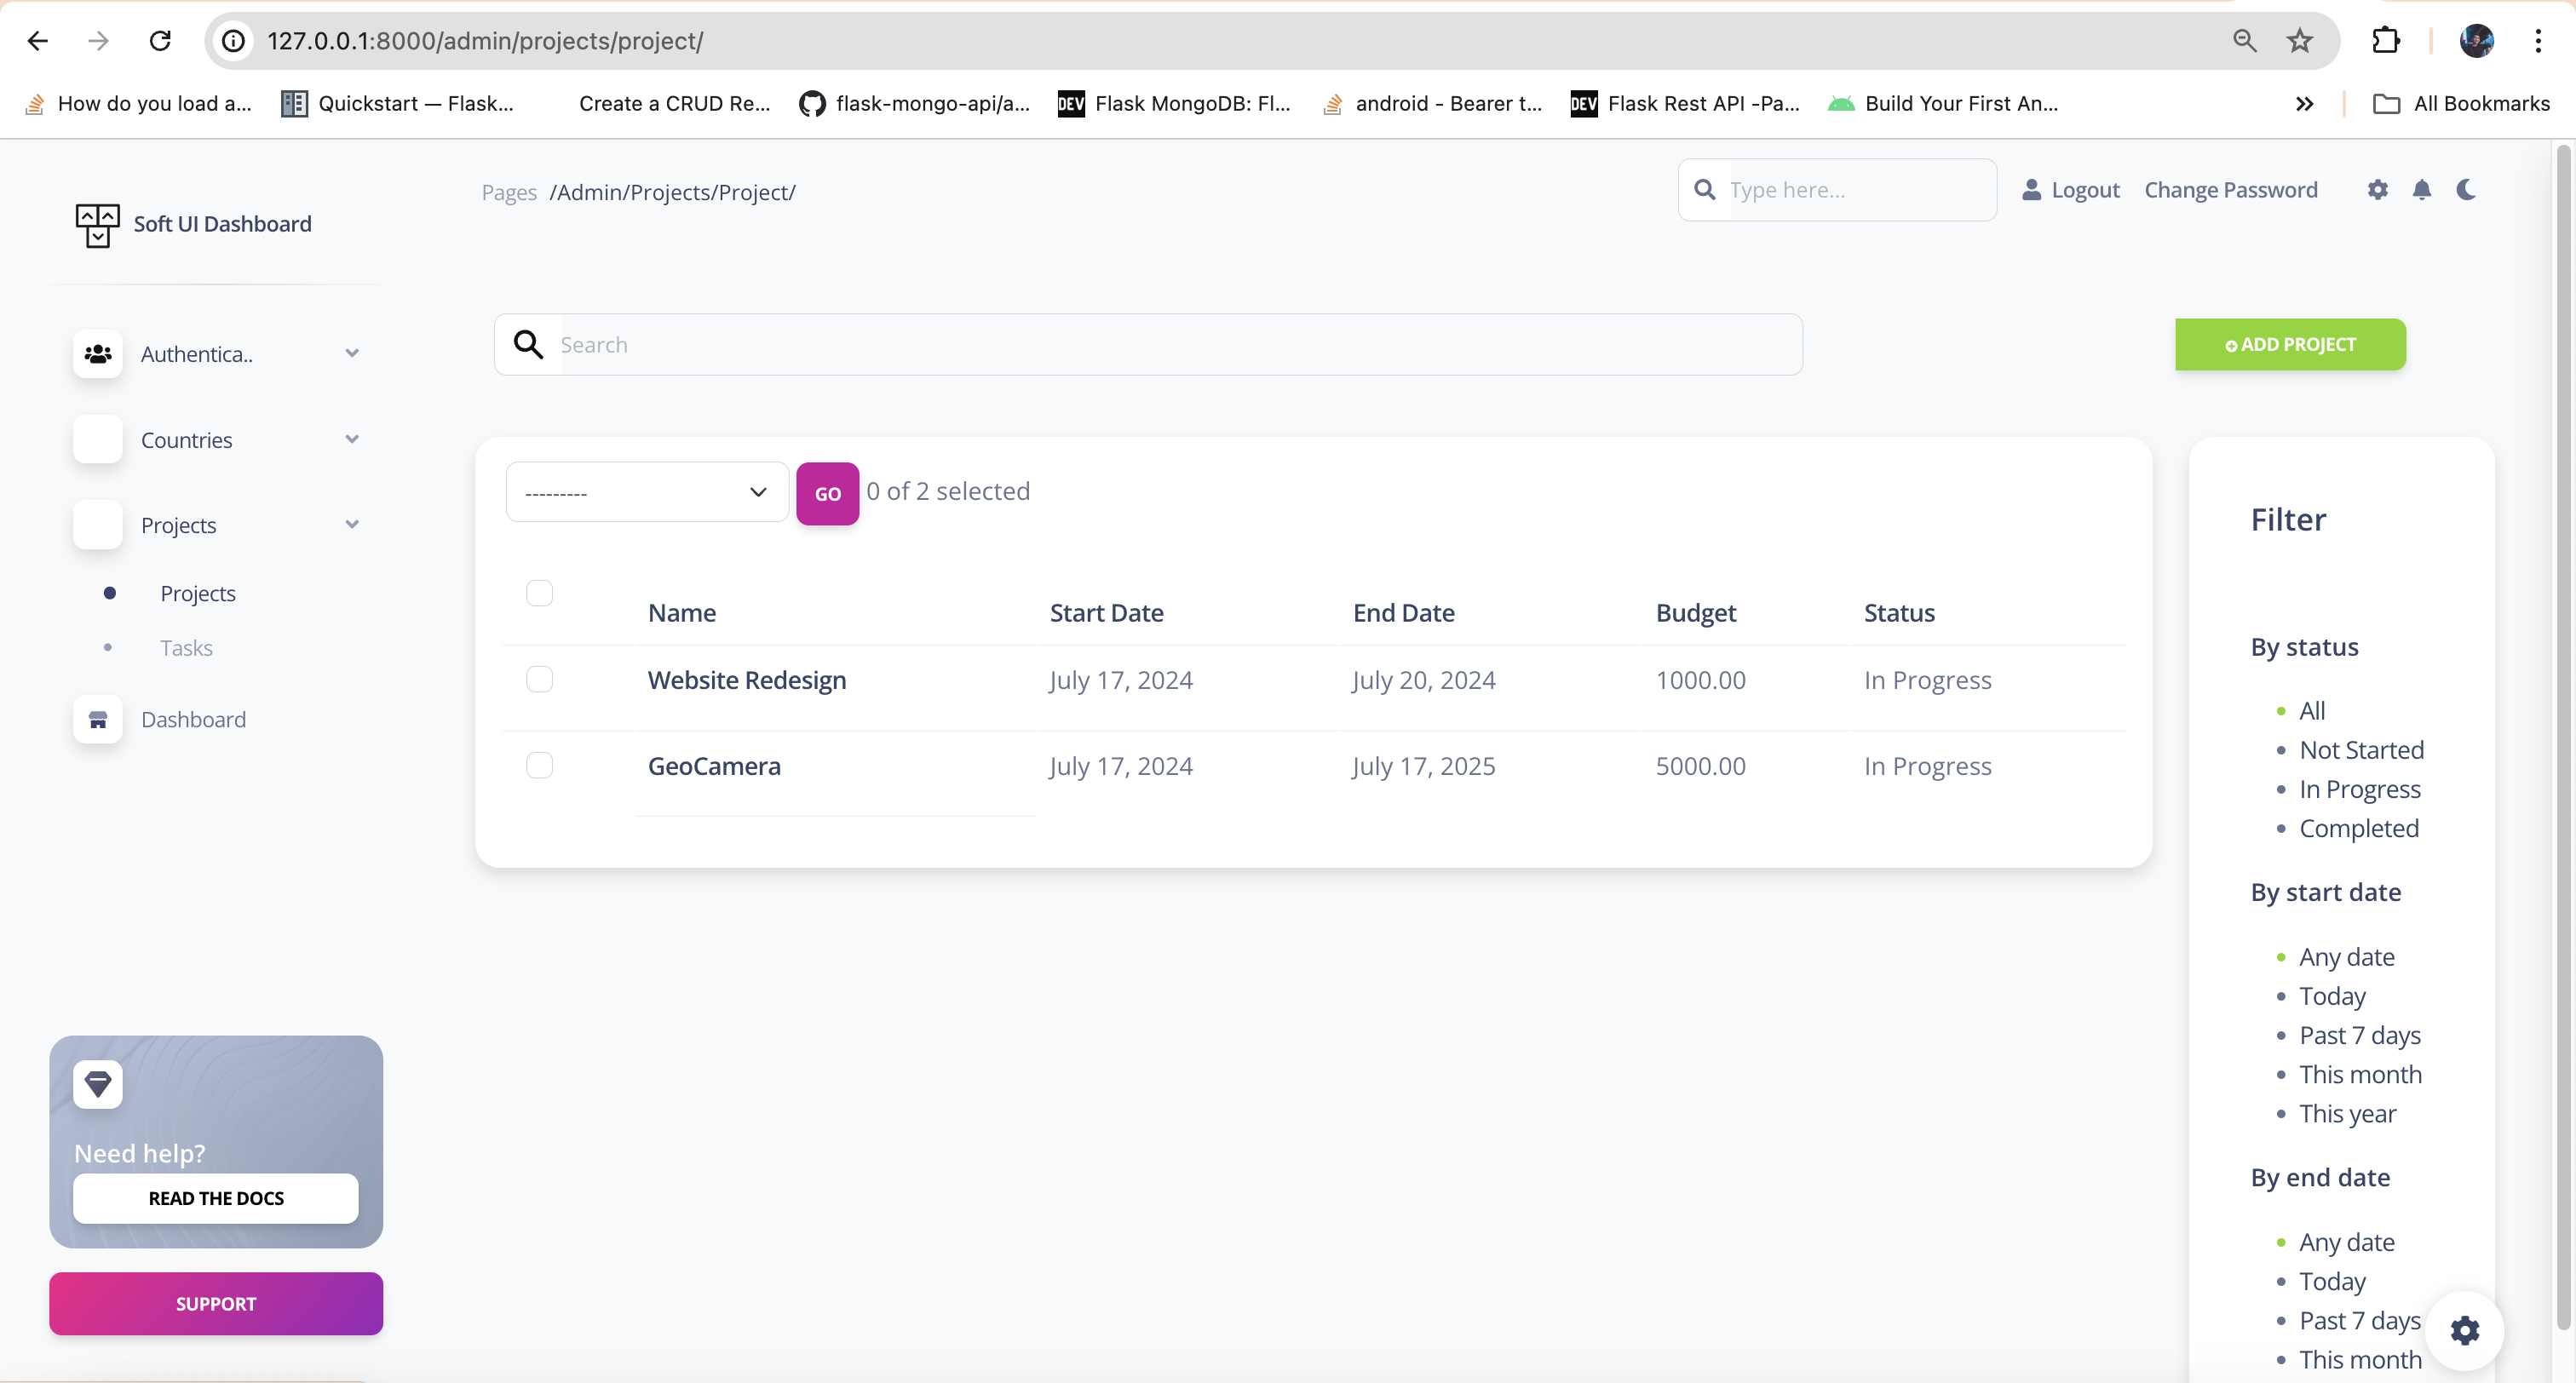 127.0.0.1:8000/admin/projects/project/
How do you load a...
Quickstart — Flask...
Create a CRUD Re...
flask-mongo-api/a...
DEV Flask MongoDB: Fl...
android - Bearer t...
DEV Flask Rest API -Pa...
Build Your First An...
All Bookmarks
Soft UI Dashboard
Pages /Admin/Projects/Project/
Type here...
Logout
Change Password
Search
ADD PROJECT
Authentica..
Countries
Projects
Projects
Tasks
Dashboard
---------
GO
0 of 2 selected
Name Start Date End Date Budget Status
Website Redesign July 17, 2024 July 20, 2024 1000.00 In Progress
GeoCamera July 17, 2024 July 17, 2025 5000.00 In Progress
Filter
By status
All
Not Started
In Progress
Completed
By start date
Any date
Today
Past 7 days
This month
This year
By end date
Any date
Today
Past 7 days
This month
Need help?
READ THE DOCS
SUPPORT